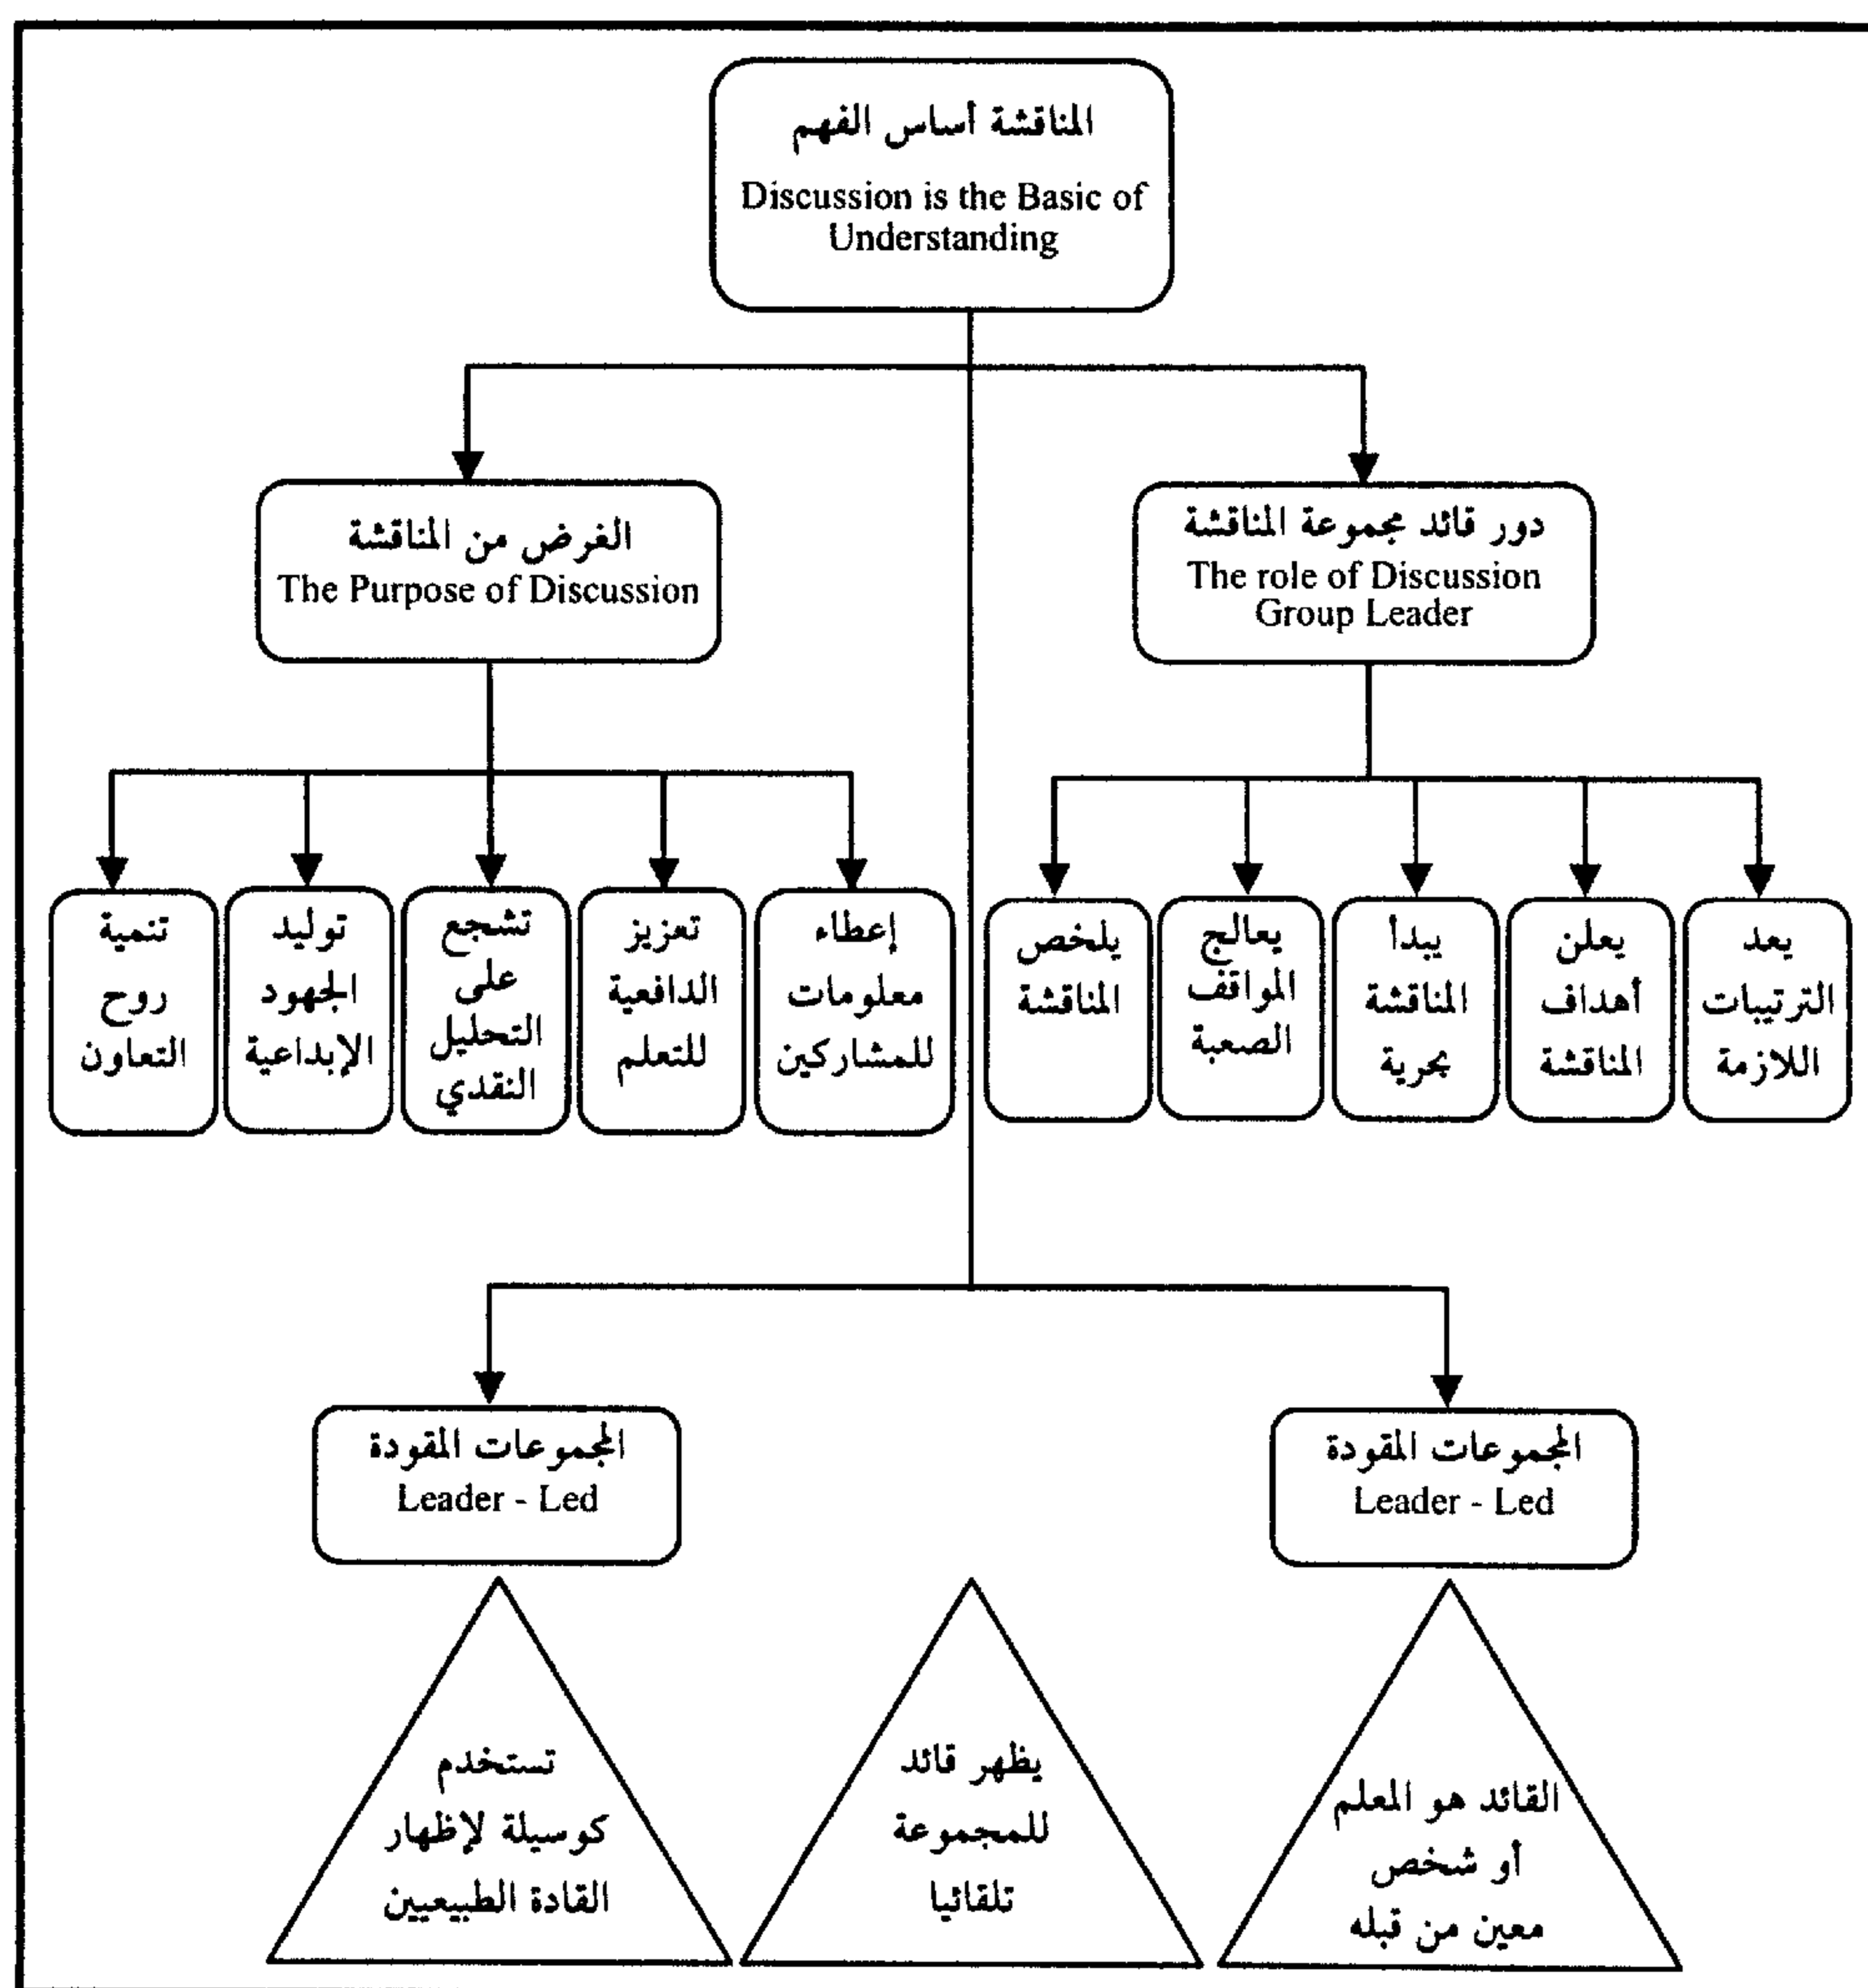 المناقشة أساس الفهم
Discussion is the Basic of
Understanding
دور قائد مجموعة المناقشة
The role of Discussion
Group Leader
الغرض من المناقشة
The Purpose of Discussion
يعد
الترتيبات
اللازمة
يعلن
أهداف
المناقشة
يبدأ
المناقشة
بحرية
يعالج
المواقف
الصعبة
يلخص
المناقشة
إعطاء
معلومات
للمشاركين
تعزيز
الدافعية
للتعلم
تشجع
على
التحليل
النقدي
توليد
الجهود
الإبداعية
تنمية
روح
التعاون
المجموعات المقودة
Leader - Led
المجموعات المقودة
Leader - Led
القائد هو المعلم
أو شخص
معين من قبله
يظهر قائد
للمجموعة
تلقائيا
تستخدم
كوسيلة لإظهار
القادة الطبيعيين